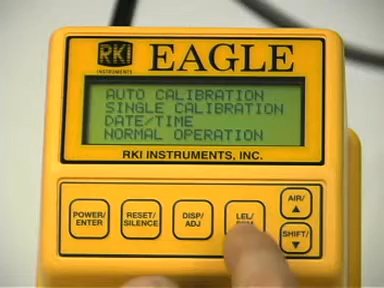 RKI
INSTRUMENTS
EAGLE
AUTO CALIBRATION
SINGLE CALIBRATION
DATE/TIME
NORMAL OPERATION
RKI INSTRUMENTS, INC.
POWER/
ENTER
RESET/
SILENCE
DISP/
ADJ
LEL/
AIR/
▲
SHIFT/
▼